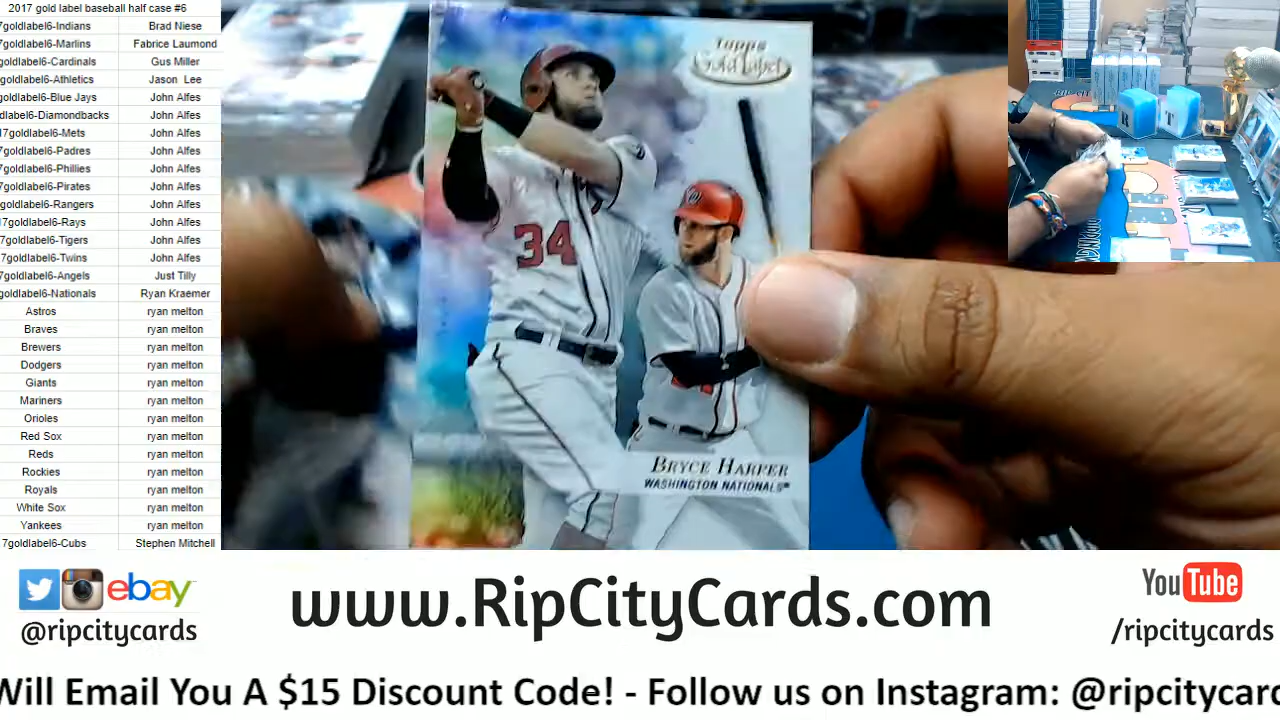 2017 gold label baseball half case #6
7goldlabel6-Indians Brad Niese
7goldlabel6-Marlins Fabrice Laumond
goldlabel6-Cardinals Gus Miller
goldlabel6-Athletics Jason Lee
goldlabel6-Blue Jays John Alfes
dlabel6-Diamondbacks John Alfes
17goldlabel6-Mets John Alfes
7goldlabel6-Padres John Alfes
7goldlabel6-Phillies John Alfes
7goldlabel6-Pirates John Alfes
7goldlabel6-Rangers John Alfes
17goldlabel6-Rays John Alfes
7goldlabel6-Tigers John Alfes
7goldlabel6-Twins John Alfes
7goldlabel6-Angels Just Tilly
goldlabel6-Nationals Ryan Kraemer
Astros ryan melton
Braves ryan melton
Brewers ryan melton
Dodgers ryan melton
Giants ryan melton
Mariners ryan melton
Orioles ryan melton
Red Sox ryan melton
Reds ryan melton
Rockies ryan melton
Royals ryan melton
White Sox ryan melton
Yankees ryan melton
7goldlabel6-Cubs Stephen Mitchell
Topps
Gold Label
34
W
BRYCE HARPER
WASHINGTON NATIONALS®
R T
ebay
@ripcitycards
www.RipCityCards.com
YouTube
/ripcitycards
Will Email You A $15 Discount Code! - Follow us on Instagram: @ripcitycard